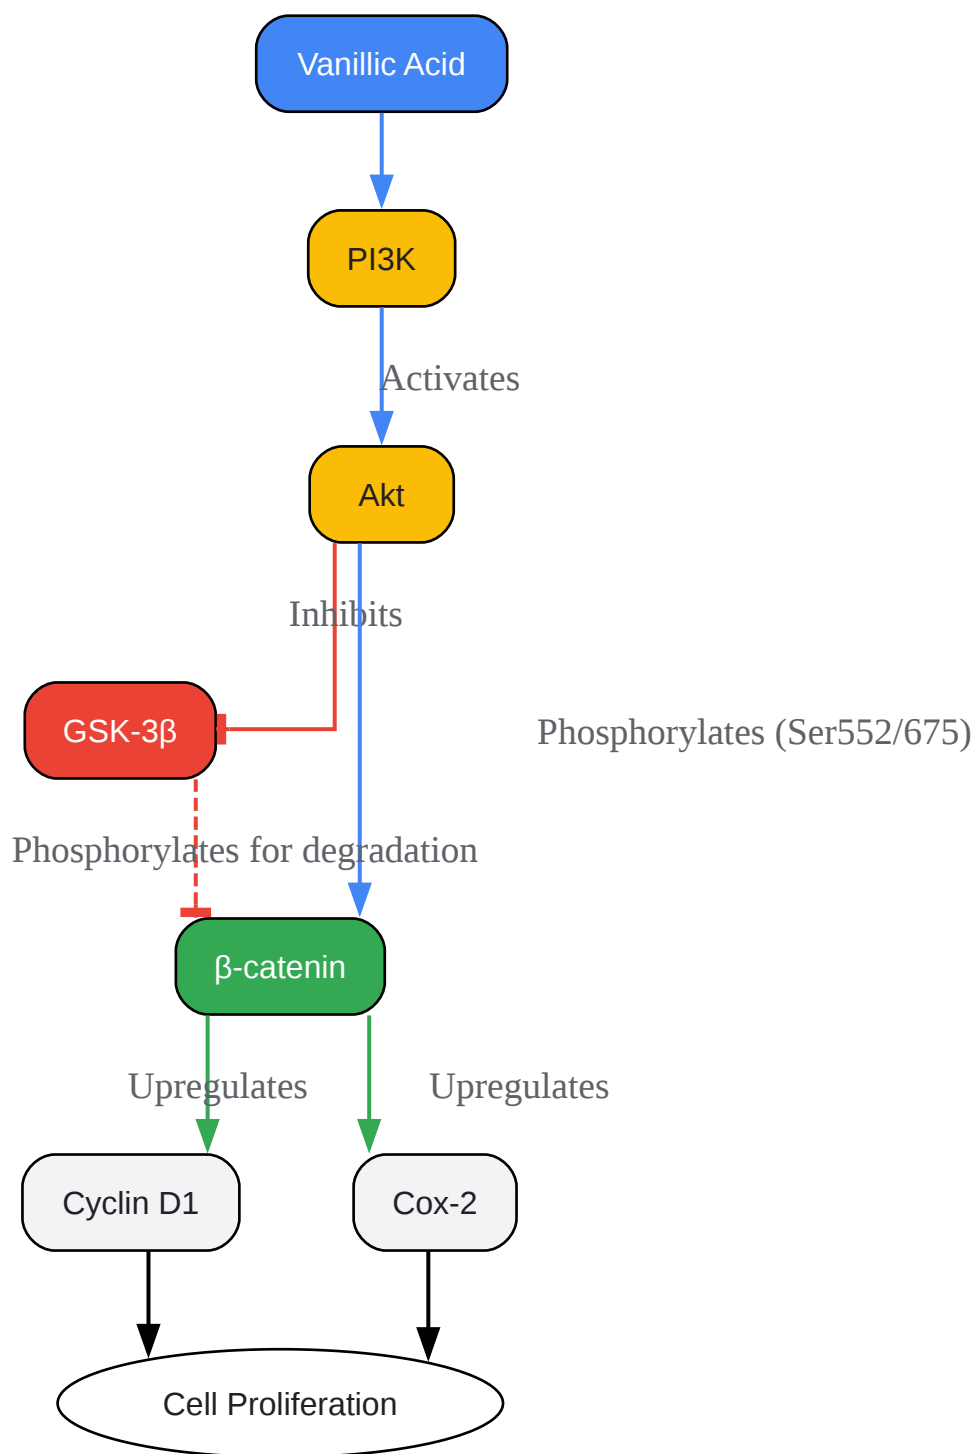 Vanillic Acid
PI3K
Activates
Akt
Inhibits
GSK-3β
Phosphorylates (Ser552/675)
Phosphorylates for degradation
β-catenin
Upregulates
Upregulates
Cyclin D1
Cox-2
Cell Proliferation